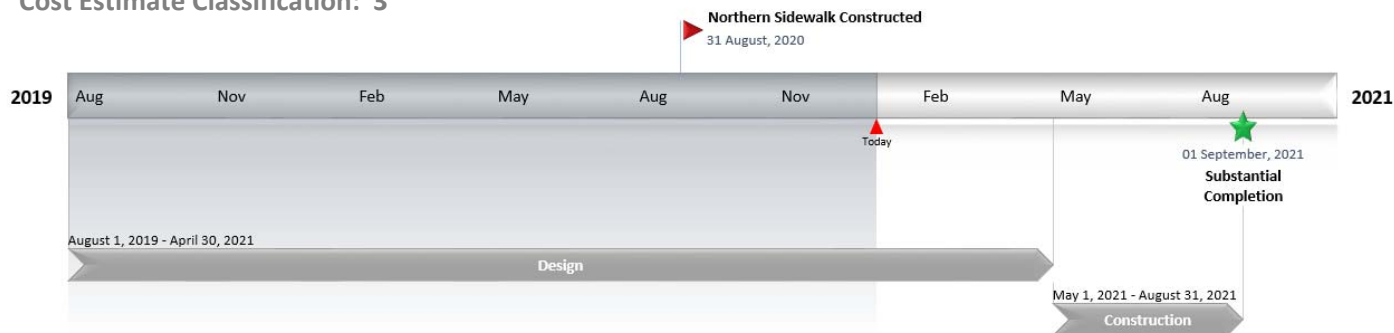 Cost Estimate Classification: 3
Northern Sidewalk Constructed
31 August, 2020
2019 Aug Nov Feb May Aug Nov Feb May Aug 2021
Today
01 September, 2021
Substantial
Completion
August 1, 2019 - April 30, 2021
Design
May 1, 2021 - August 31, 2021
Construction